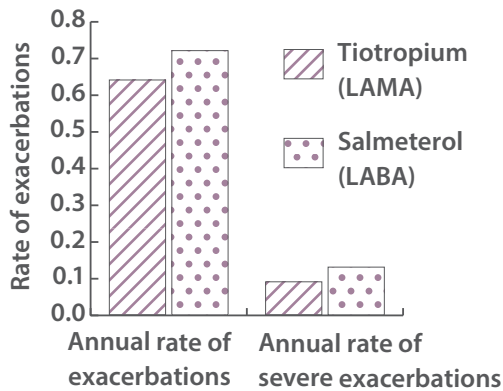 Rate of exacerbations
0.8
0.7
0.6
0.5
0.4
0.3
0.2
0.1
0.0
Tiotropium
(LAMA)
Salmeterol
(LABA)
Annual rate of
exacerbations
Annual rate of
severe exacerbations